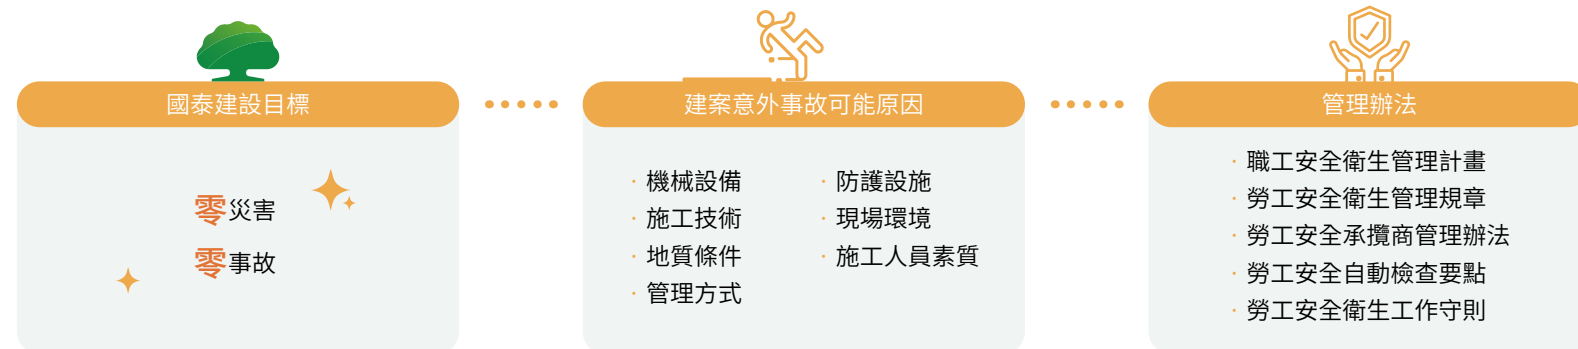 國泰建設目標
零災害
零事故
建案意外事故可能原因
· 機械設備
· 施工技術
· 地質條件
· 管理方式
· 防護設施
· 現場環境
· 施工人員素質
管理辦法
· 職工安全衛生管理計畫
· 勞工安全衛生管理規章
· 勞工安全承攬商管理辦法
· 勞工安全自動檢查要點
· 勞工安全衛生工作守則